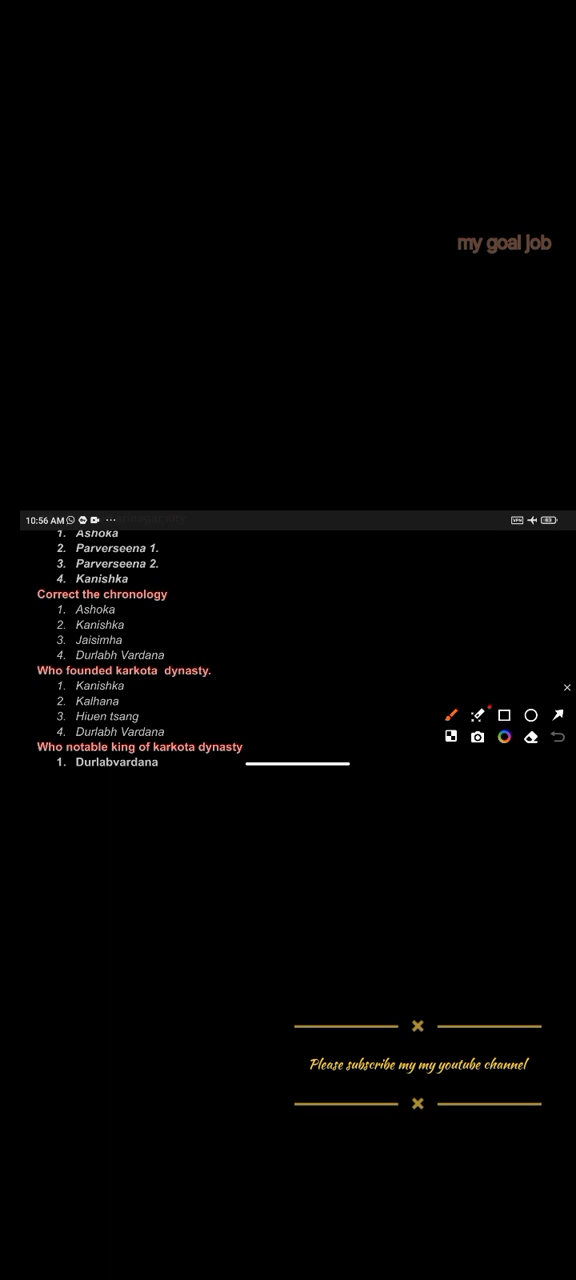 my goal job
10:56 AM
1. Ashoka
2. Parverseena 1.
3. Parverseena 2.
4. Kanishka
Correct the chronology
1. Ashoka
2. Kanishka
3. Jaisimha
4. Durlabh Vardana
Who founded karkota dynasty.
1. Kanishka
2. Kalhana
3. Hiuen tsang
4. Durlabh Vardana
Who notable king of karkota dynasty
1. Durlabvardana
Please subscribe my my youtube channel